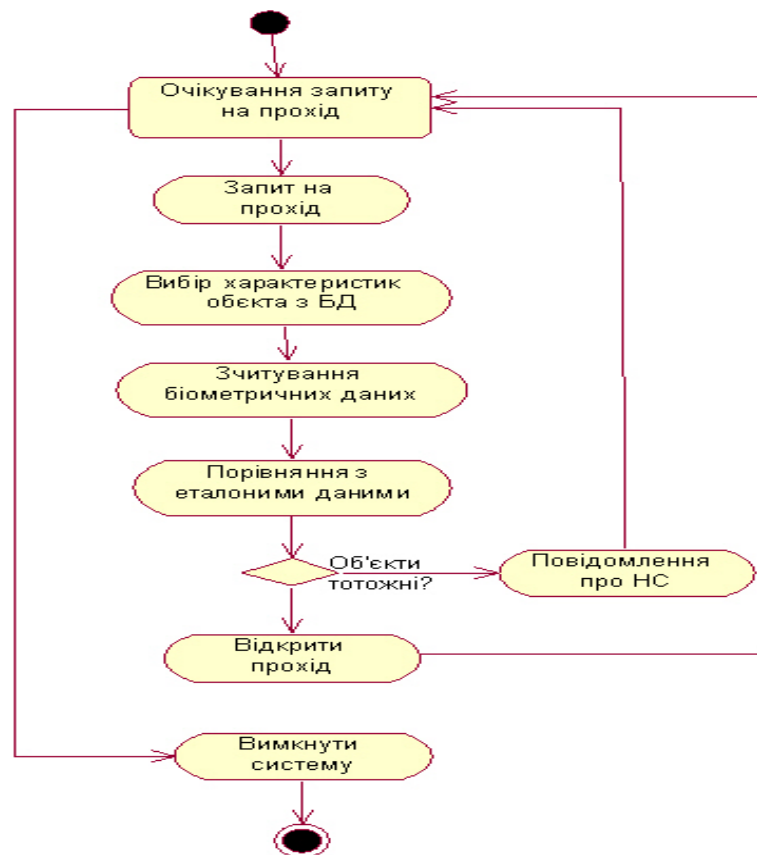 Очікування запиту
на прохід
Запит на
прохід
Вибір характеристик
обєкта з БД
Зчитування
біометричних даних
Порівняння з
еталоними даними
Об'єкти
тотожні?
Повідомлення
про НС
Відкрити
прохід
Вимкнути
систему